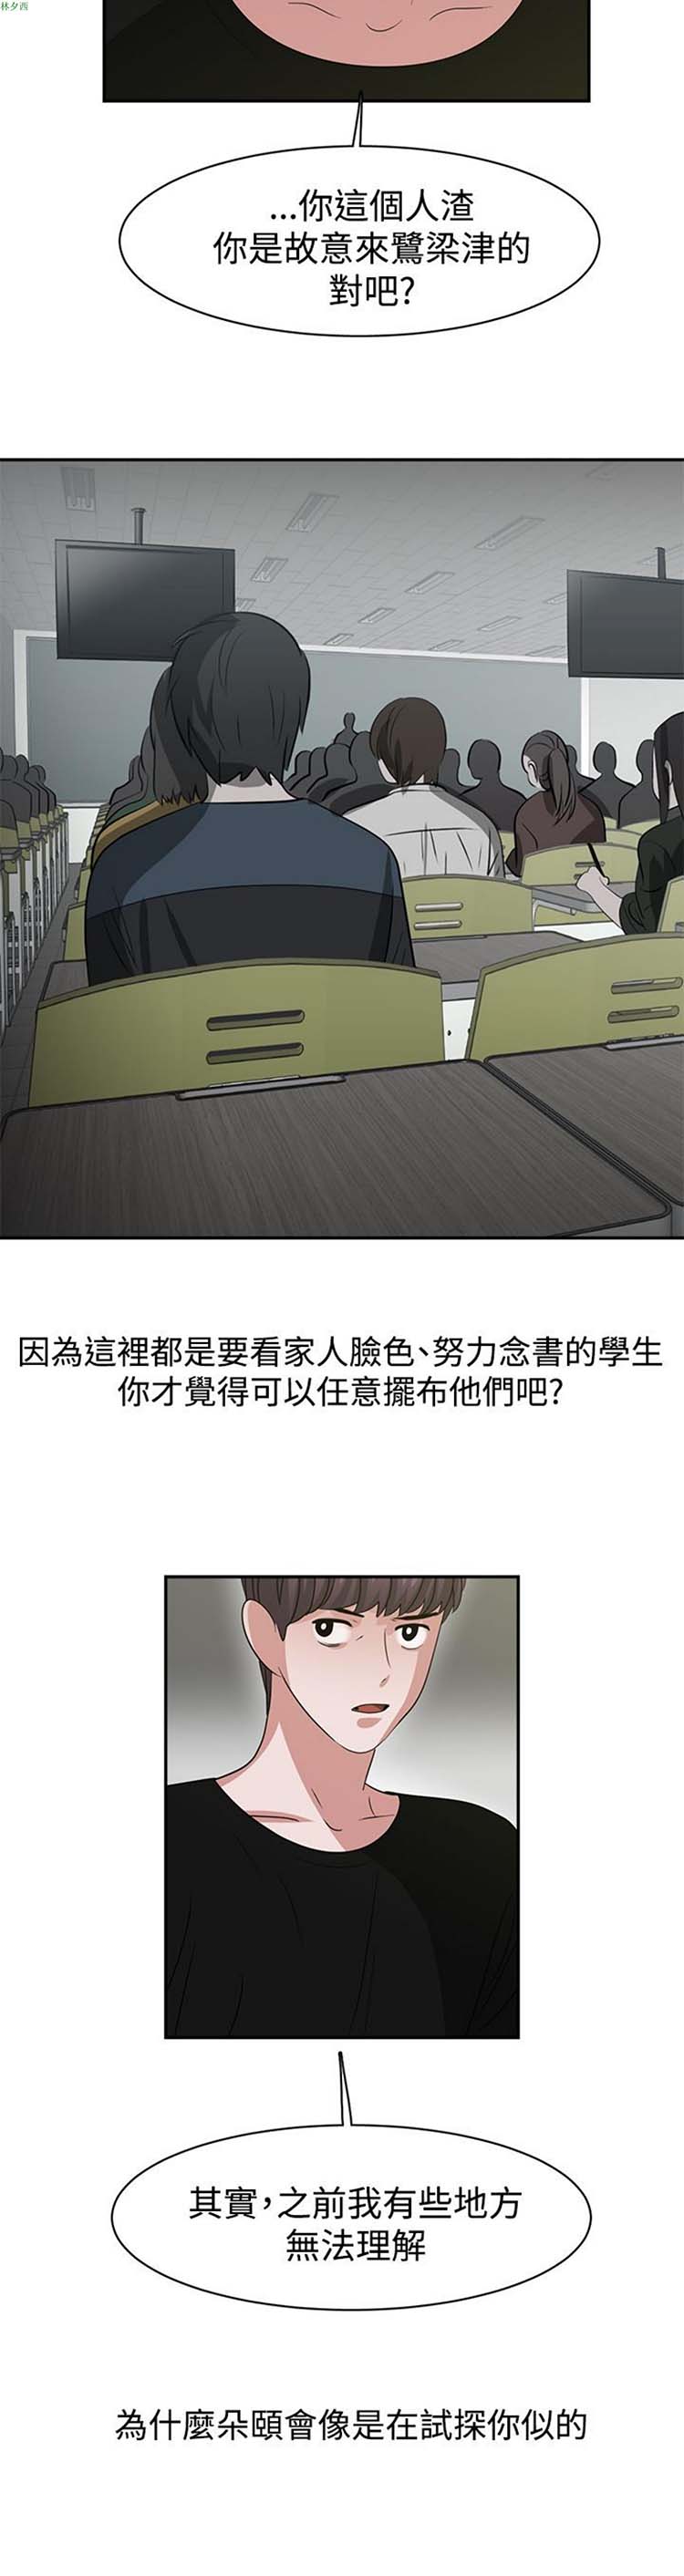 林夕西
...你這個人渣
你是故意來鷺梁津的
對吧?
因為這裡都是要看家人臉色、努力念書的學生
你才覺得可以任意擺布他們吧?
其實，之前我有些地方
無法理解
為什麼朵頤會像是在試探你似的